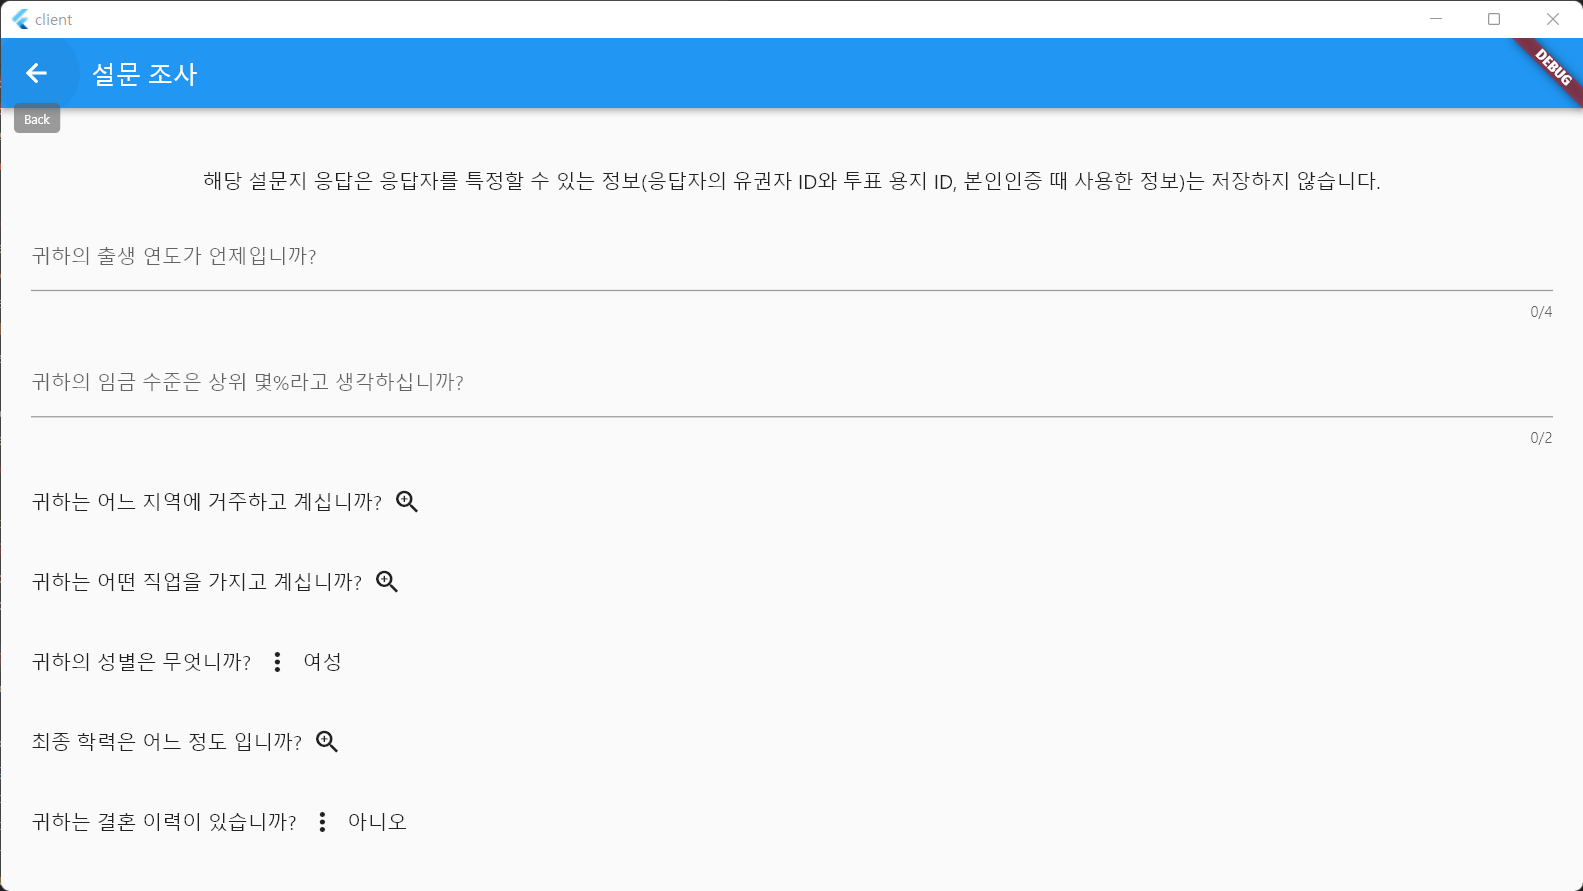 client
설문 조사
DEBUG
Back
해당 설문지 응답은 응답자를 특정할 수 있는 정보(응답자의 유권자 ID와 투표 용지 ID, 본인인증 때 사용한 정보)는 저장하지 않습니다.
귀하의 출생 연도가 언제입니까?
0/4
귀하의 임금 수준은 상위 몇%라고 생각하십니까?
0/2
귀하는 어느 지역에 거주하고 계십니까?
귀하는 어떤 직업을 가지고 계십니까?
귀하의 성별은 무엇니까? 여성
최종 학력은 어느 정도 입니까?
귀하는 결혼 이력이 있습니까? 아니오